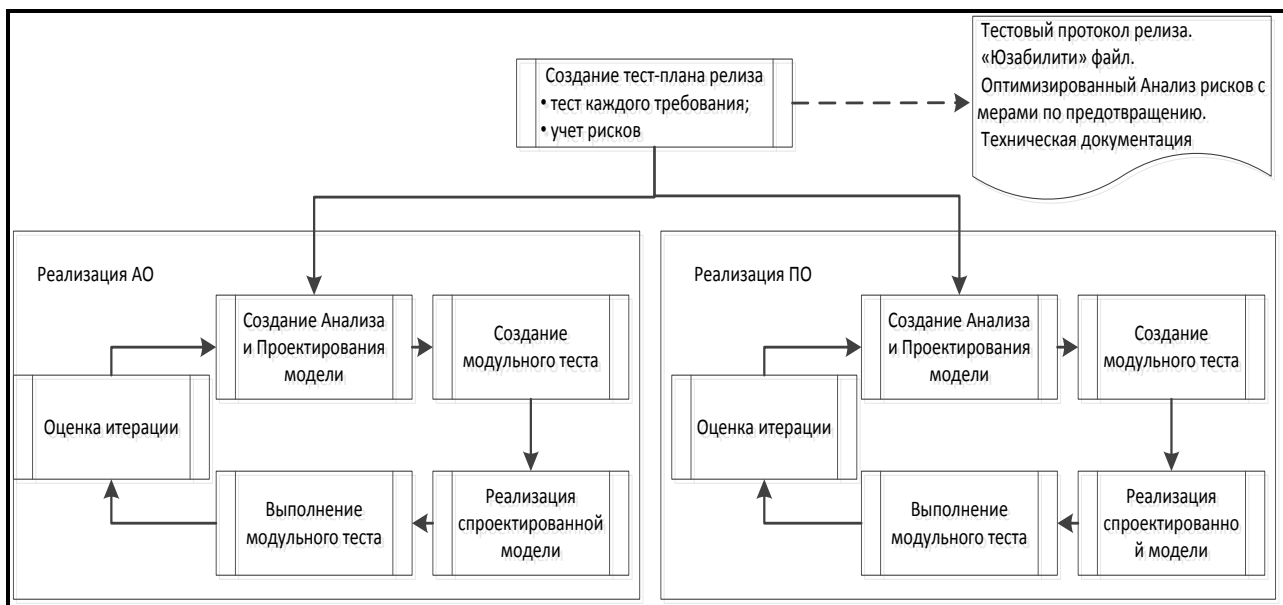 Создание тест-плана релиза
• тест каждого требования;
• учет рисков
Тестовый протокол релиза.
«Юзабилити» файл.
Оптимизированный Анализ рисков с
мерами по предотвращению.
Техническая документация
Реализация АО
Создание Анализа
и Проектирования
модели
Создание
модульного теста
Оценка итерации
Выполнение
модульного теста
Реализация
спроектированной
модели
Реализация ПО
Создание Анализа
и Проектирования
модели
Создание
модульного теста
Оценка итерации
Выполнение
модульного теста
Реализация
спроектированно
й модели